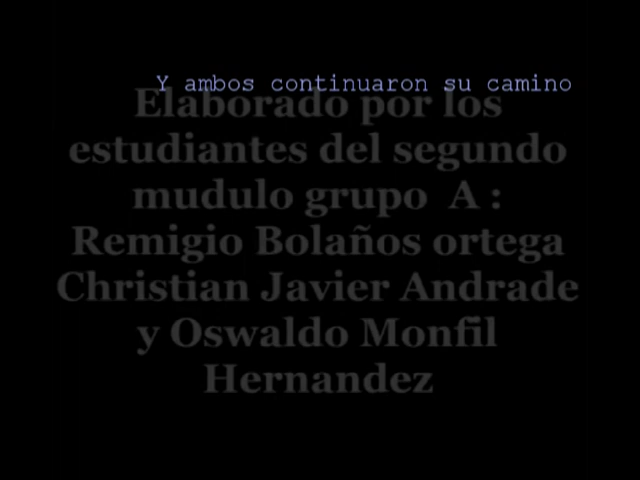 Y ambos continuaron su camino
Elaborado por los
estudiantes del segundo
mudulo grupo A :
Remigio Bolaños ortega
Christian Javier Andrade
y Oswaldo Monfil
Hernandez